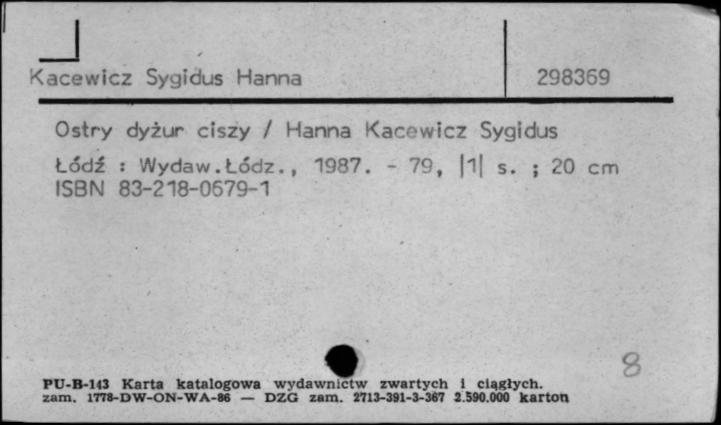 Kacewicz Sygidus Hanna 298369
Ostry dyżur ciszy / Hanna Kacewicz Sygidus
Łódź : Wydaw.Łódz., 1987. - 79, |1| s. ; 20 cm
ISBN 83-218-0679-1
8
PU-B-143 Karta katalogowa wydawnictw zwartych i ciągłych.
zam. 1778-DW-ON-WA-86 — DZG zam. 2713-391-3-367 2.590.000 karton